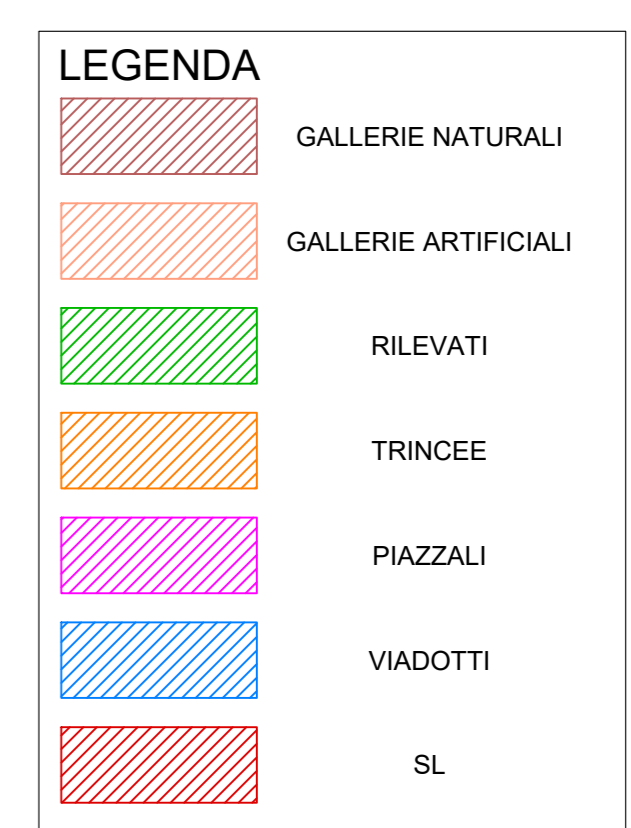 LEGENDA
GALLERIE NATURALI
GALLERIE ARTIFICIALI
RILEVATI
TRINCEE
PIAZZALI
VIADOTTI
SL